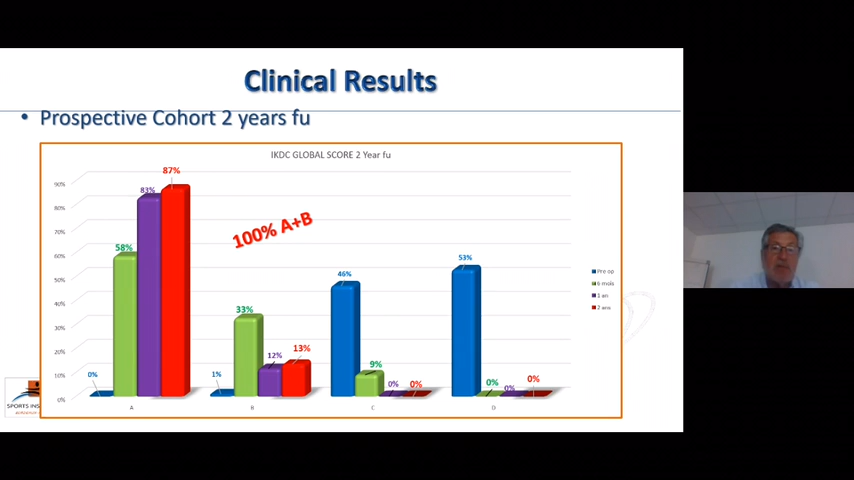 Clinical Results
• Prospective Cohort 2 years fu
IKDC GLOBAL SCORE 2 Year fu
87%
90%
83%
80%
70%
100% A+B
60%
58%
53%
50%
46%
40%
33%
30%
20%
12%
13%
10%
9%
0%
1%
0%
0%
0%
0%
0%
0%
A
B
C
D
Pre op
6 mois
1 an
2 ans
SPORTS INS